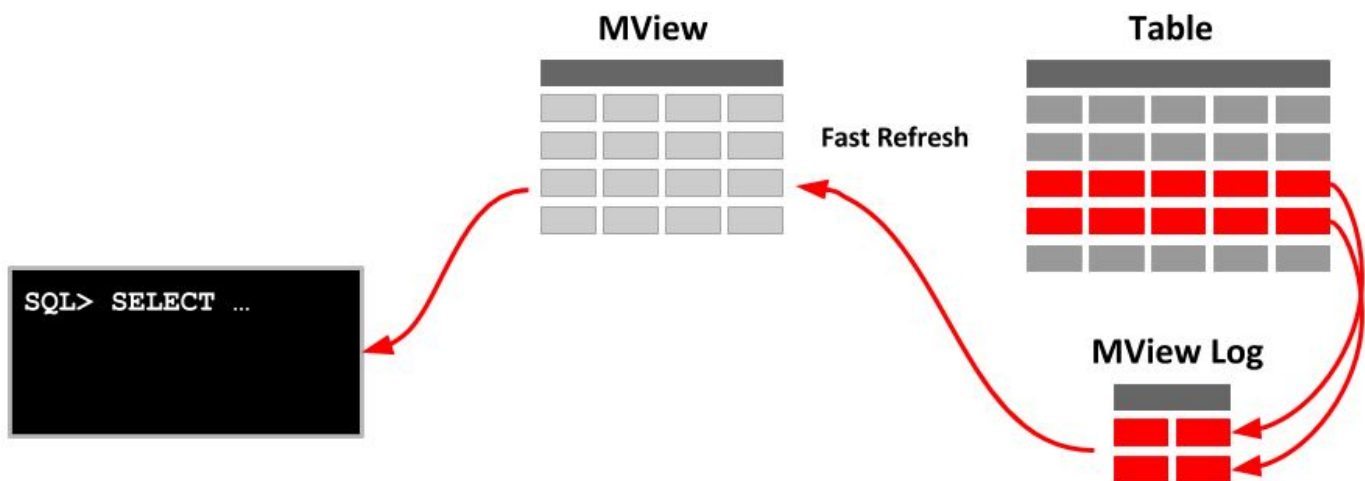 MView
Table
Fast Refresh
SQL> SELECT …
MView Log